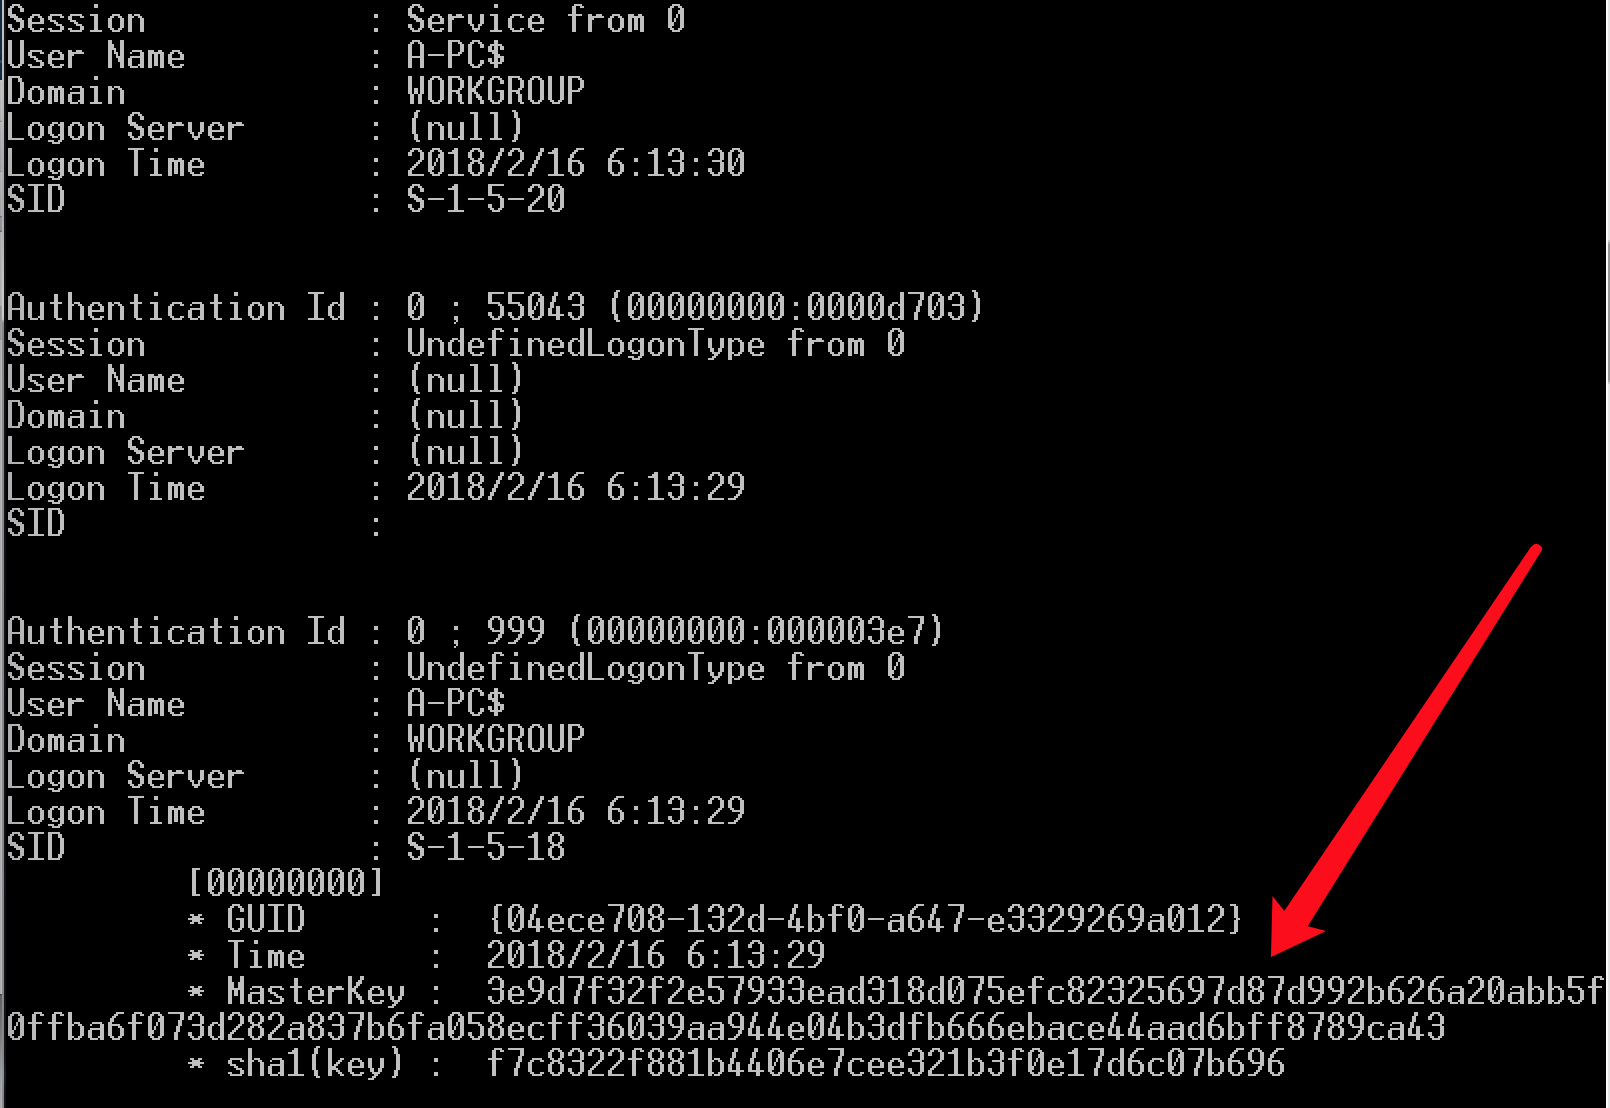 Session           : Service from 0
User Name         : A-PC$
Domain            : WORKGROUP
Logon Server      : (null)
Logon Time        : 2018/2/16 6:13:30
SID               : S-1-5-20
Authentication Id : 0 ; 55043 (00000000:0000d703)
Session           : UndefinedLogonType from 0
User Name         : (null)
Domain            : (null)
Logon Server      : (null)
Logon Time        : 2018/2/16 6:13:29
SID               :
Authentication Id : 0 ; 999 (00000000:000003e7)
Session           : UndefinedLogonType from 0
User Name         : A-PC$
Domain            : WORKGROUP
Logon Server      : (null)
Logon Time        : 2018/2/16 6:13:29
SID               : S-1-5-18
[00000000]
* GUID      :  {04ece708-132d-4bf0-a647-e3329269a012}
* Time      :  2018/2/16 6:13:29
* MasterKey :  3e9d7f32f2e57933ead318d075efc82325697d87d992b626a20abb5f
0ffba6f073d282a837b6fa058ecff36039aa944e04b3dfb666ebace44aad6bff8789ca43
* sha1(key) :  f7c8322f881b4406e7cee321b3f0e17d6c07b696